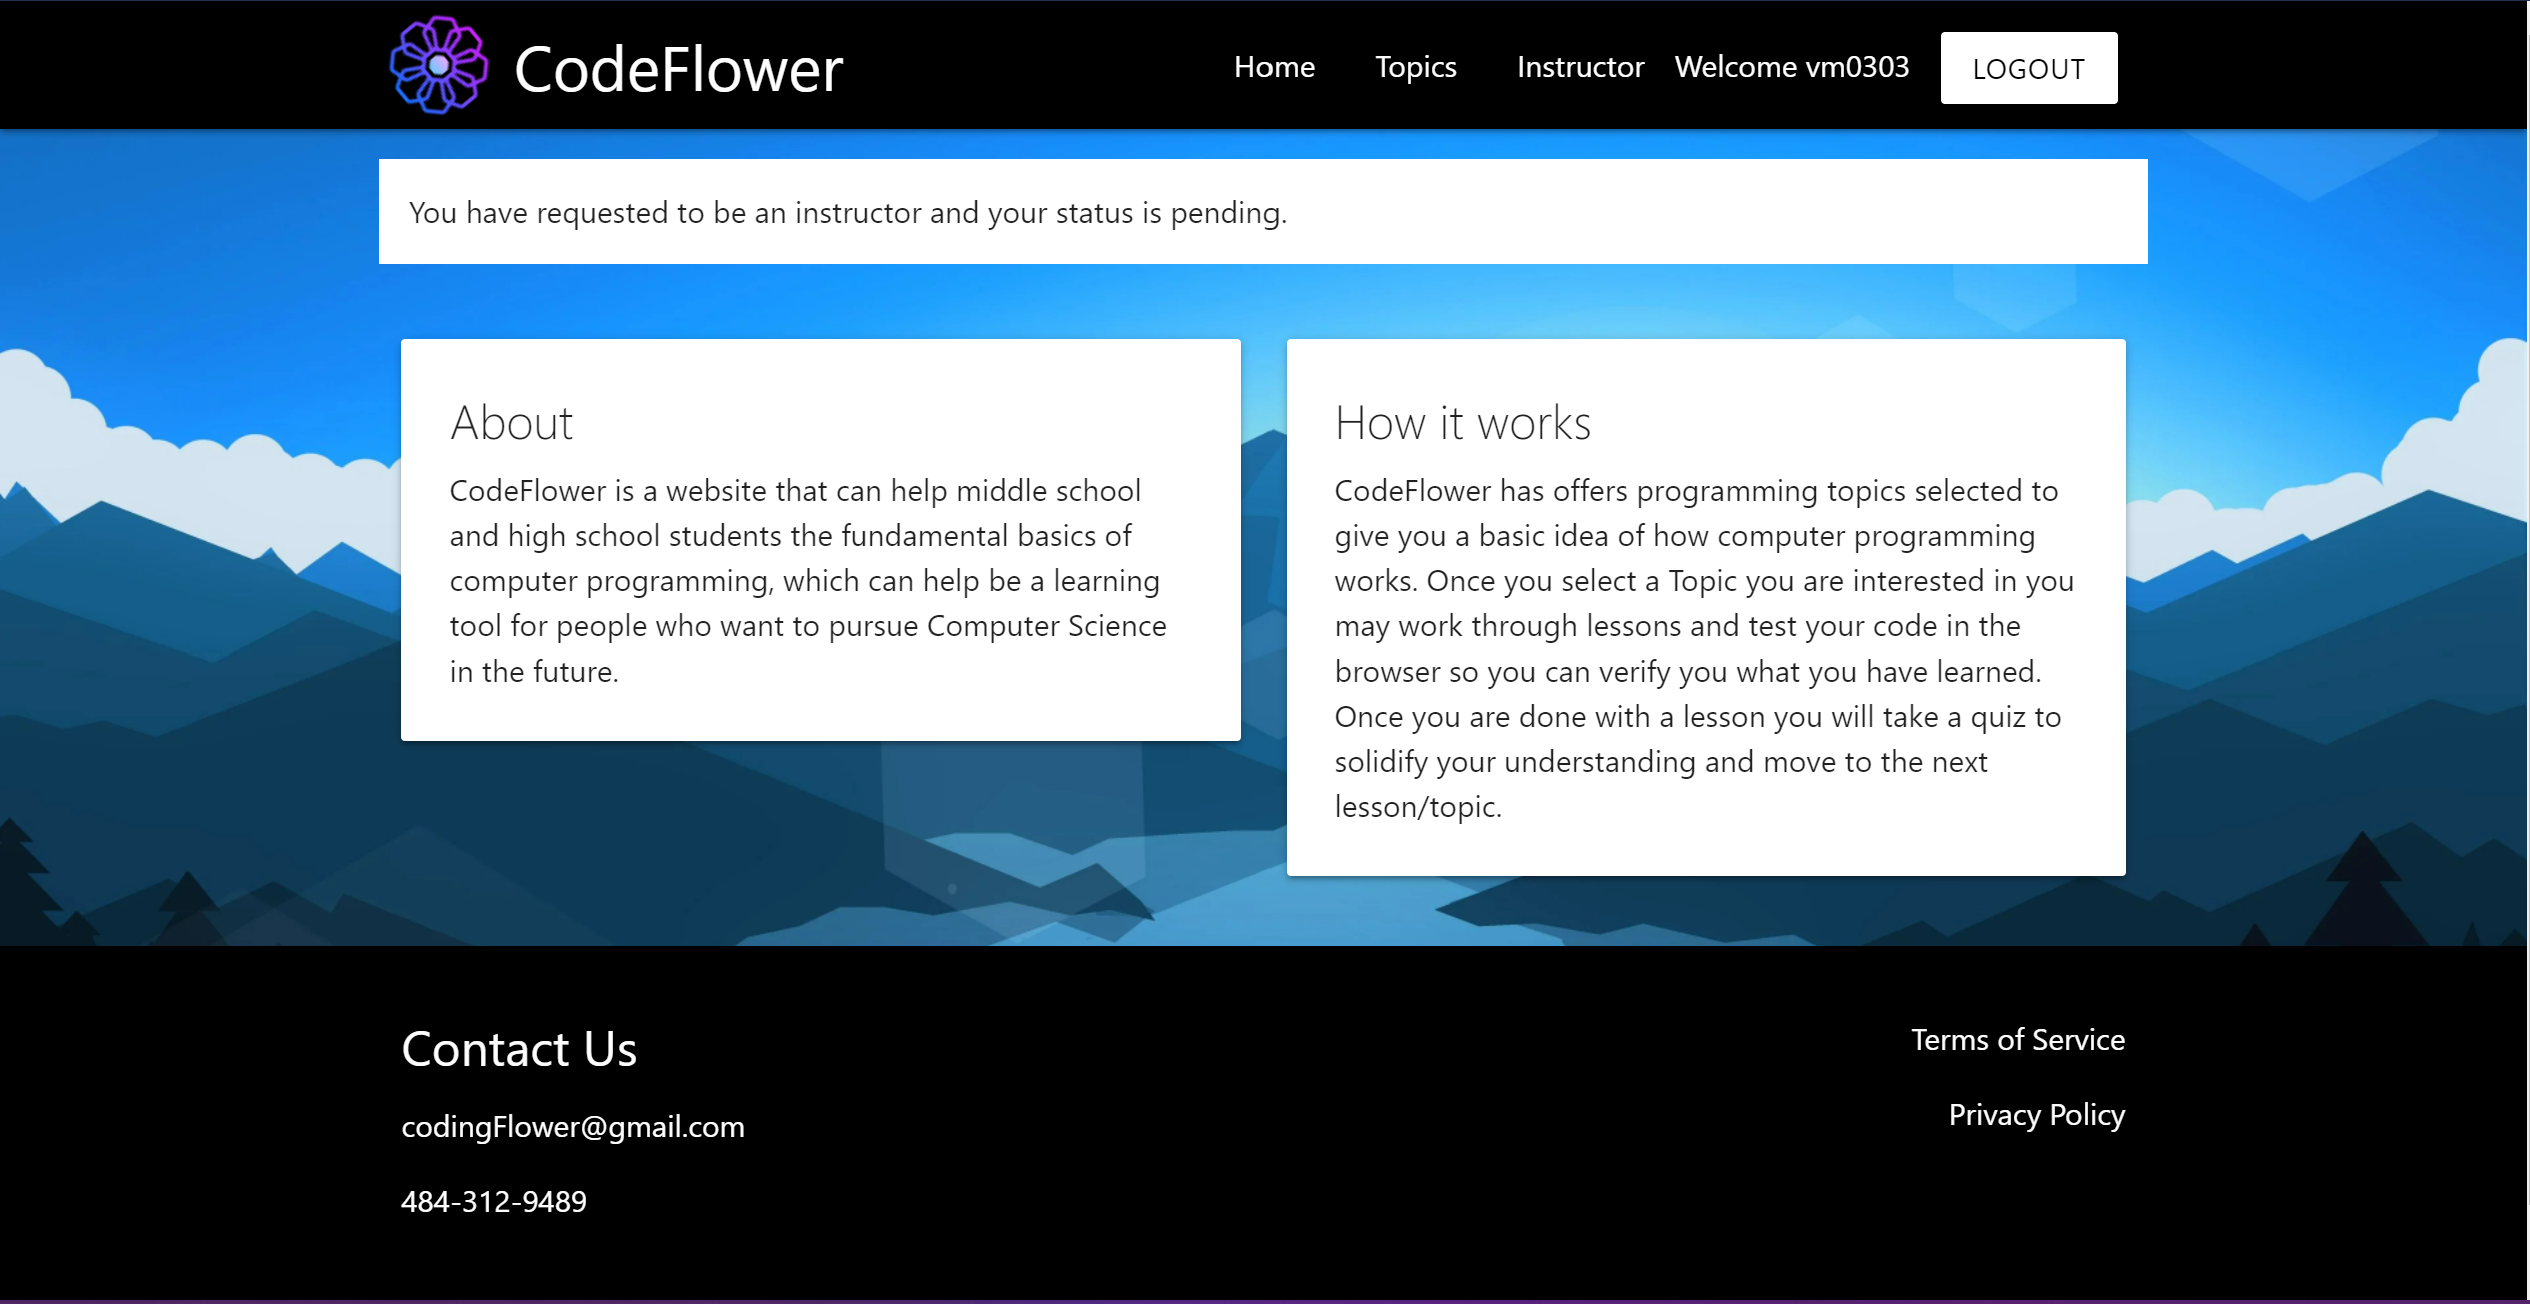 CodeFlower
Home Topics Instructor Welcome vm0303 LOGOUT
You have requested to be an instructor and your status is pending.
About
CodeFlower is a website that can help middle school
and high school students the fundamental basics of
computer programming, which can help be a learning
tool for people who want to pursue Computer Science
in the future.
How it works
CodeFlower has offers programming topics selected to
give you a basic idea of how computer programming
works. Once you select a Topic you are interested in you
may work through lessons and test your code in the
browser so you can verify you what you have learned.
Once you are done with a lesson you will take a quiz to
solidify your understanding and move to the next
lesson/topic.
Contact Us
codingFlower@gmail.com
484-312-9489
Terms of Service
Privacy Policy